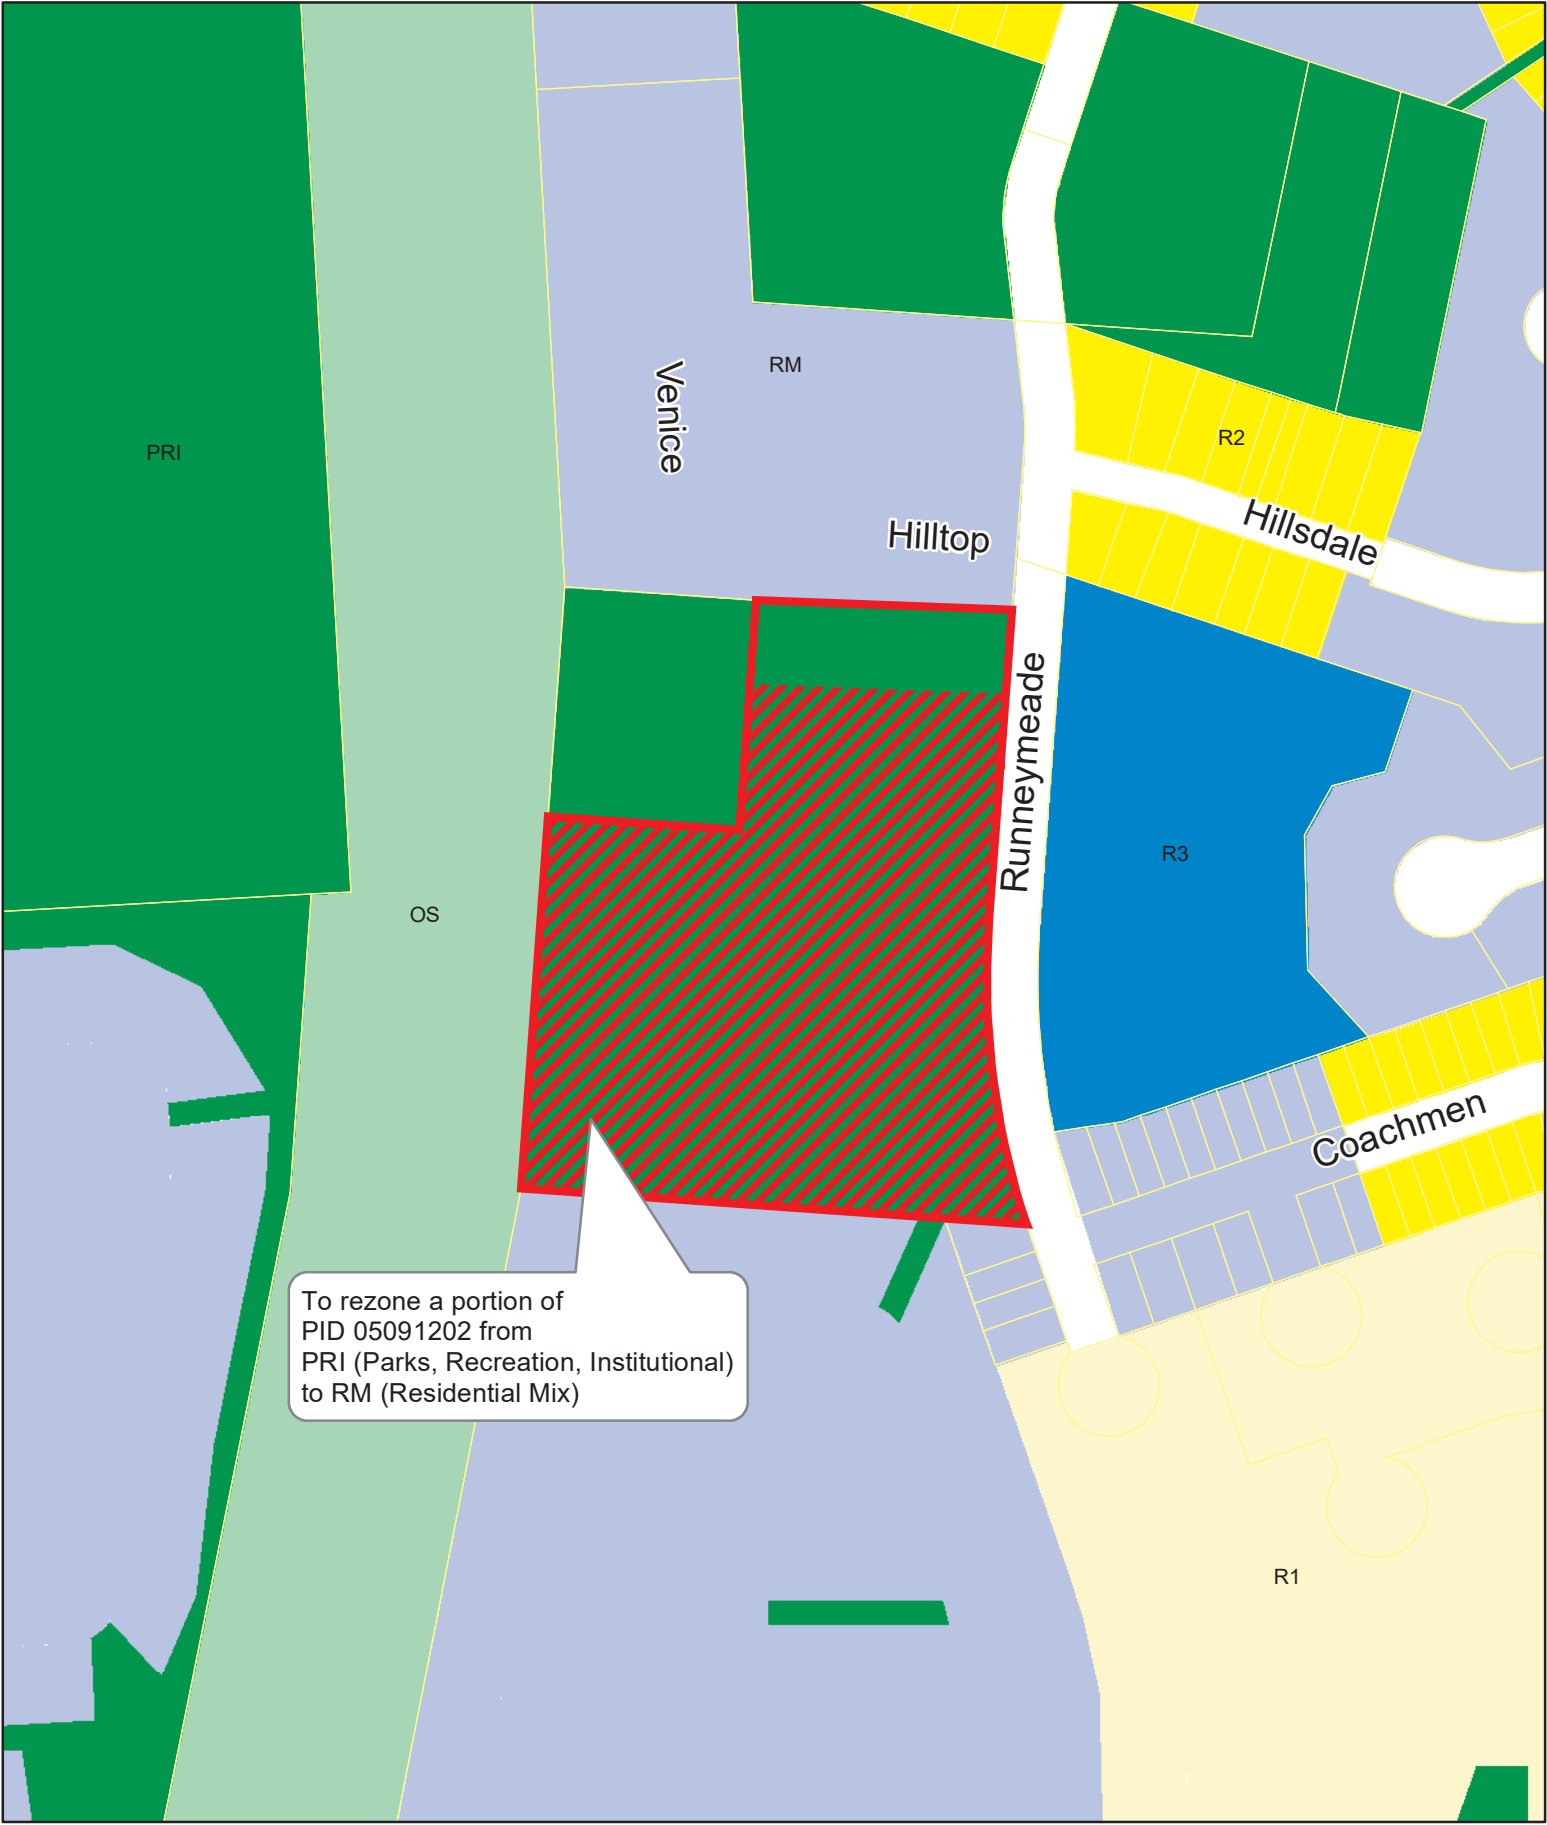 Venice
RM
PRI
R2
Hillsdale
Hilltop
Runneymeade
R3
OS
Coachmen
To rezone a portion of
PID 05091202 from
PRI (Parks, Recreation, Institutional)
to RM (Residential Mix)
R1